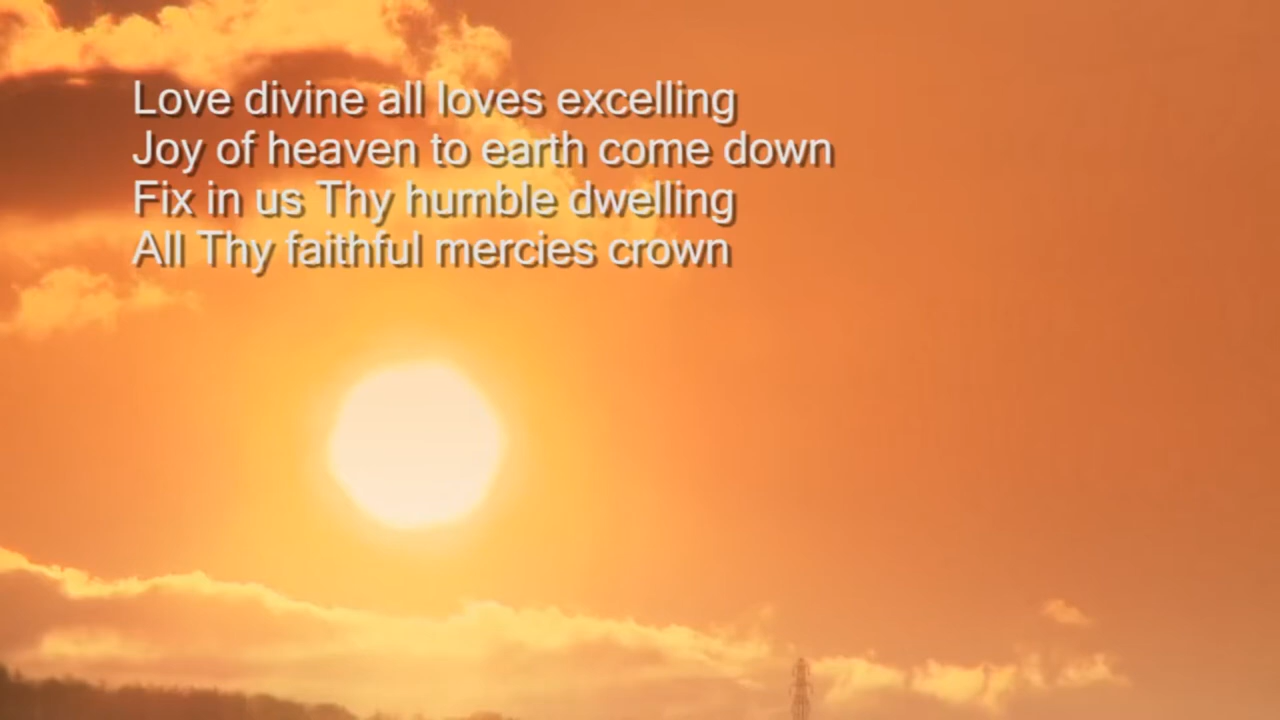 Love divine all loves excelling
Joy of heaven to earth come down
Fix in us Thy humble dwelling
All Thy faithful mercies crown